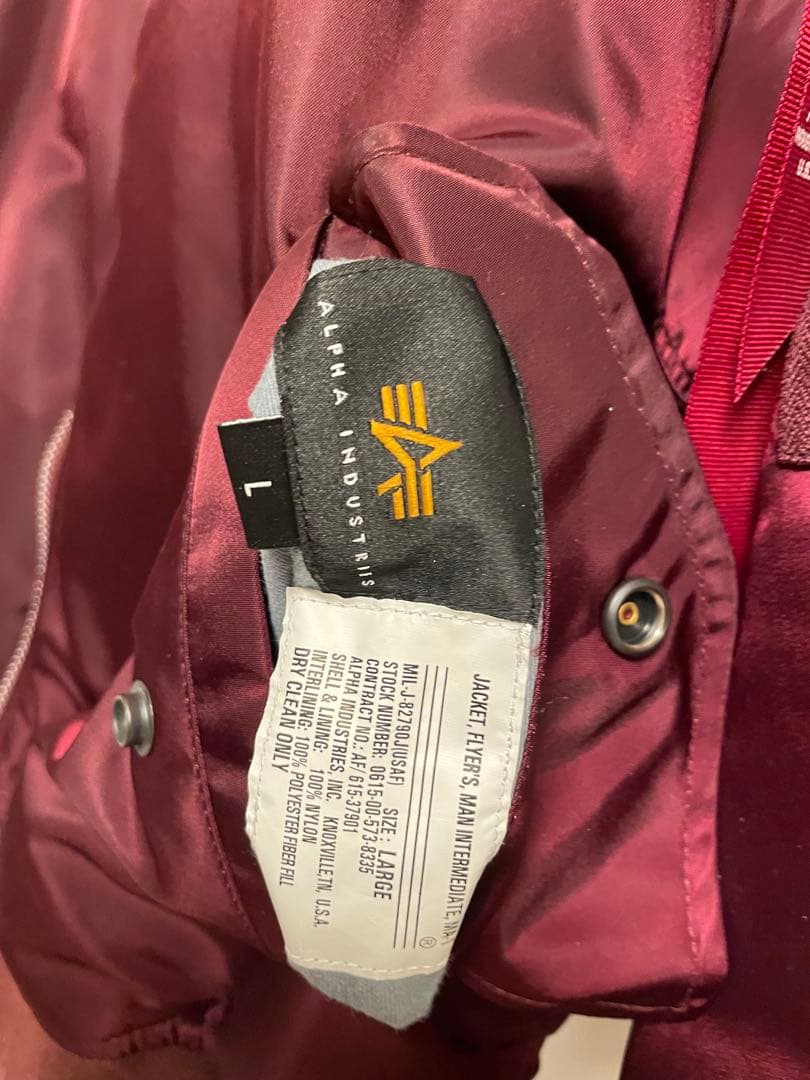 ALPHA INDUSTRIES
L
JACKET, FLYER'S, MAN INTERMEDIATE, MA 1
®
MIL-J-8279GJ(USAF) SIZE: LARGE
STOCK NUMBER: 0615-00-573-8335
CONTRACT NO.: AF 615-37901
ALPHA INDUSTRIES, INC. KNOXVILLE,TN, U.S.A.
SHELL & LINING: 100% NYLON
INTERLINING: 100% POLYESTER FIBER FILL
DRY CLEAN ONLY